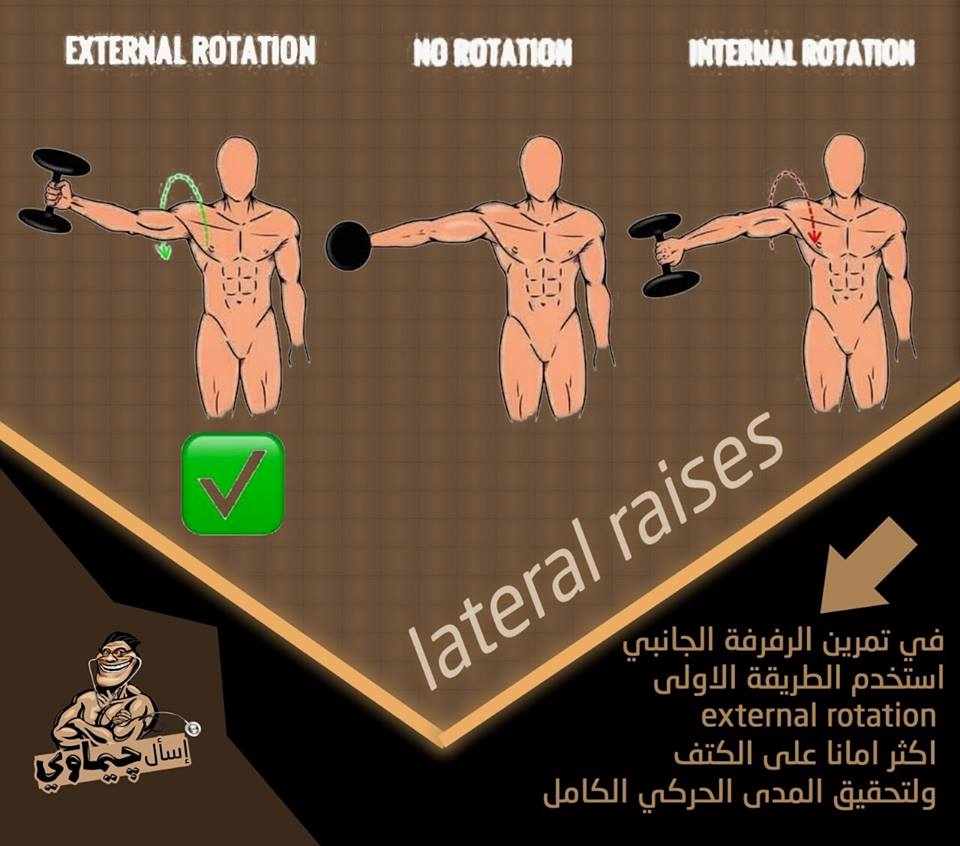 EXTERNAL ROTATION
NO ROTATION
INTERNAL ROTATION
lateral raises
في تمرين الرفرفة الجانبي
استخدم الطريقة الاولى
external rotation
اكثر امانا على الكتف
ولتحقيق المدى الحركي الكامل
إسأل چيماوي